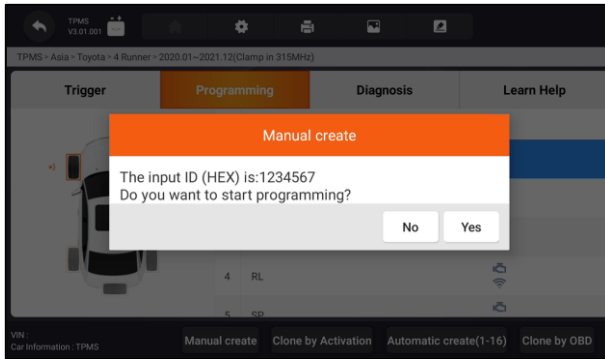 TPMS
V3.01.001
TPMS > Asia > Toyota > 4 Runner > 2020.01~2021.12(Clamp in 315MHz)
Trigger
Programming
Diagnosis
Learn Help
Manual create
The input ID (HEX) is:1234567
Do you want to start programming?
No
Yes
4 RL
5 SP
VIN :
Car Information : TPMS
Manual create
Clone by Activation
Automatic create(1-16)
Clone by OBD